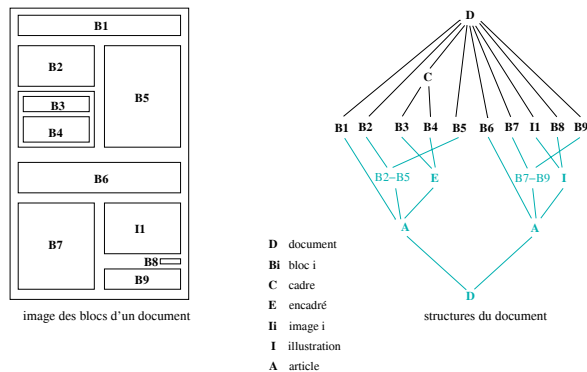 B1
B2
B3
B4
B5
B6
B7
I1
B8
B9
image des blocs d'un document
D
C
B1 B2 B3 B4 B5 B6 B7 I1 B8 B9
B2–B5 E B7–B9 I
A A
D
D document
Bi bloc i
C cadre
E encadré
Ii image i
I illustration
A article
structures du document